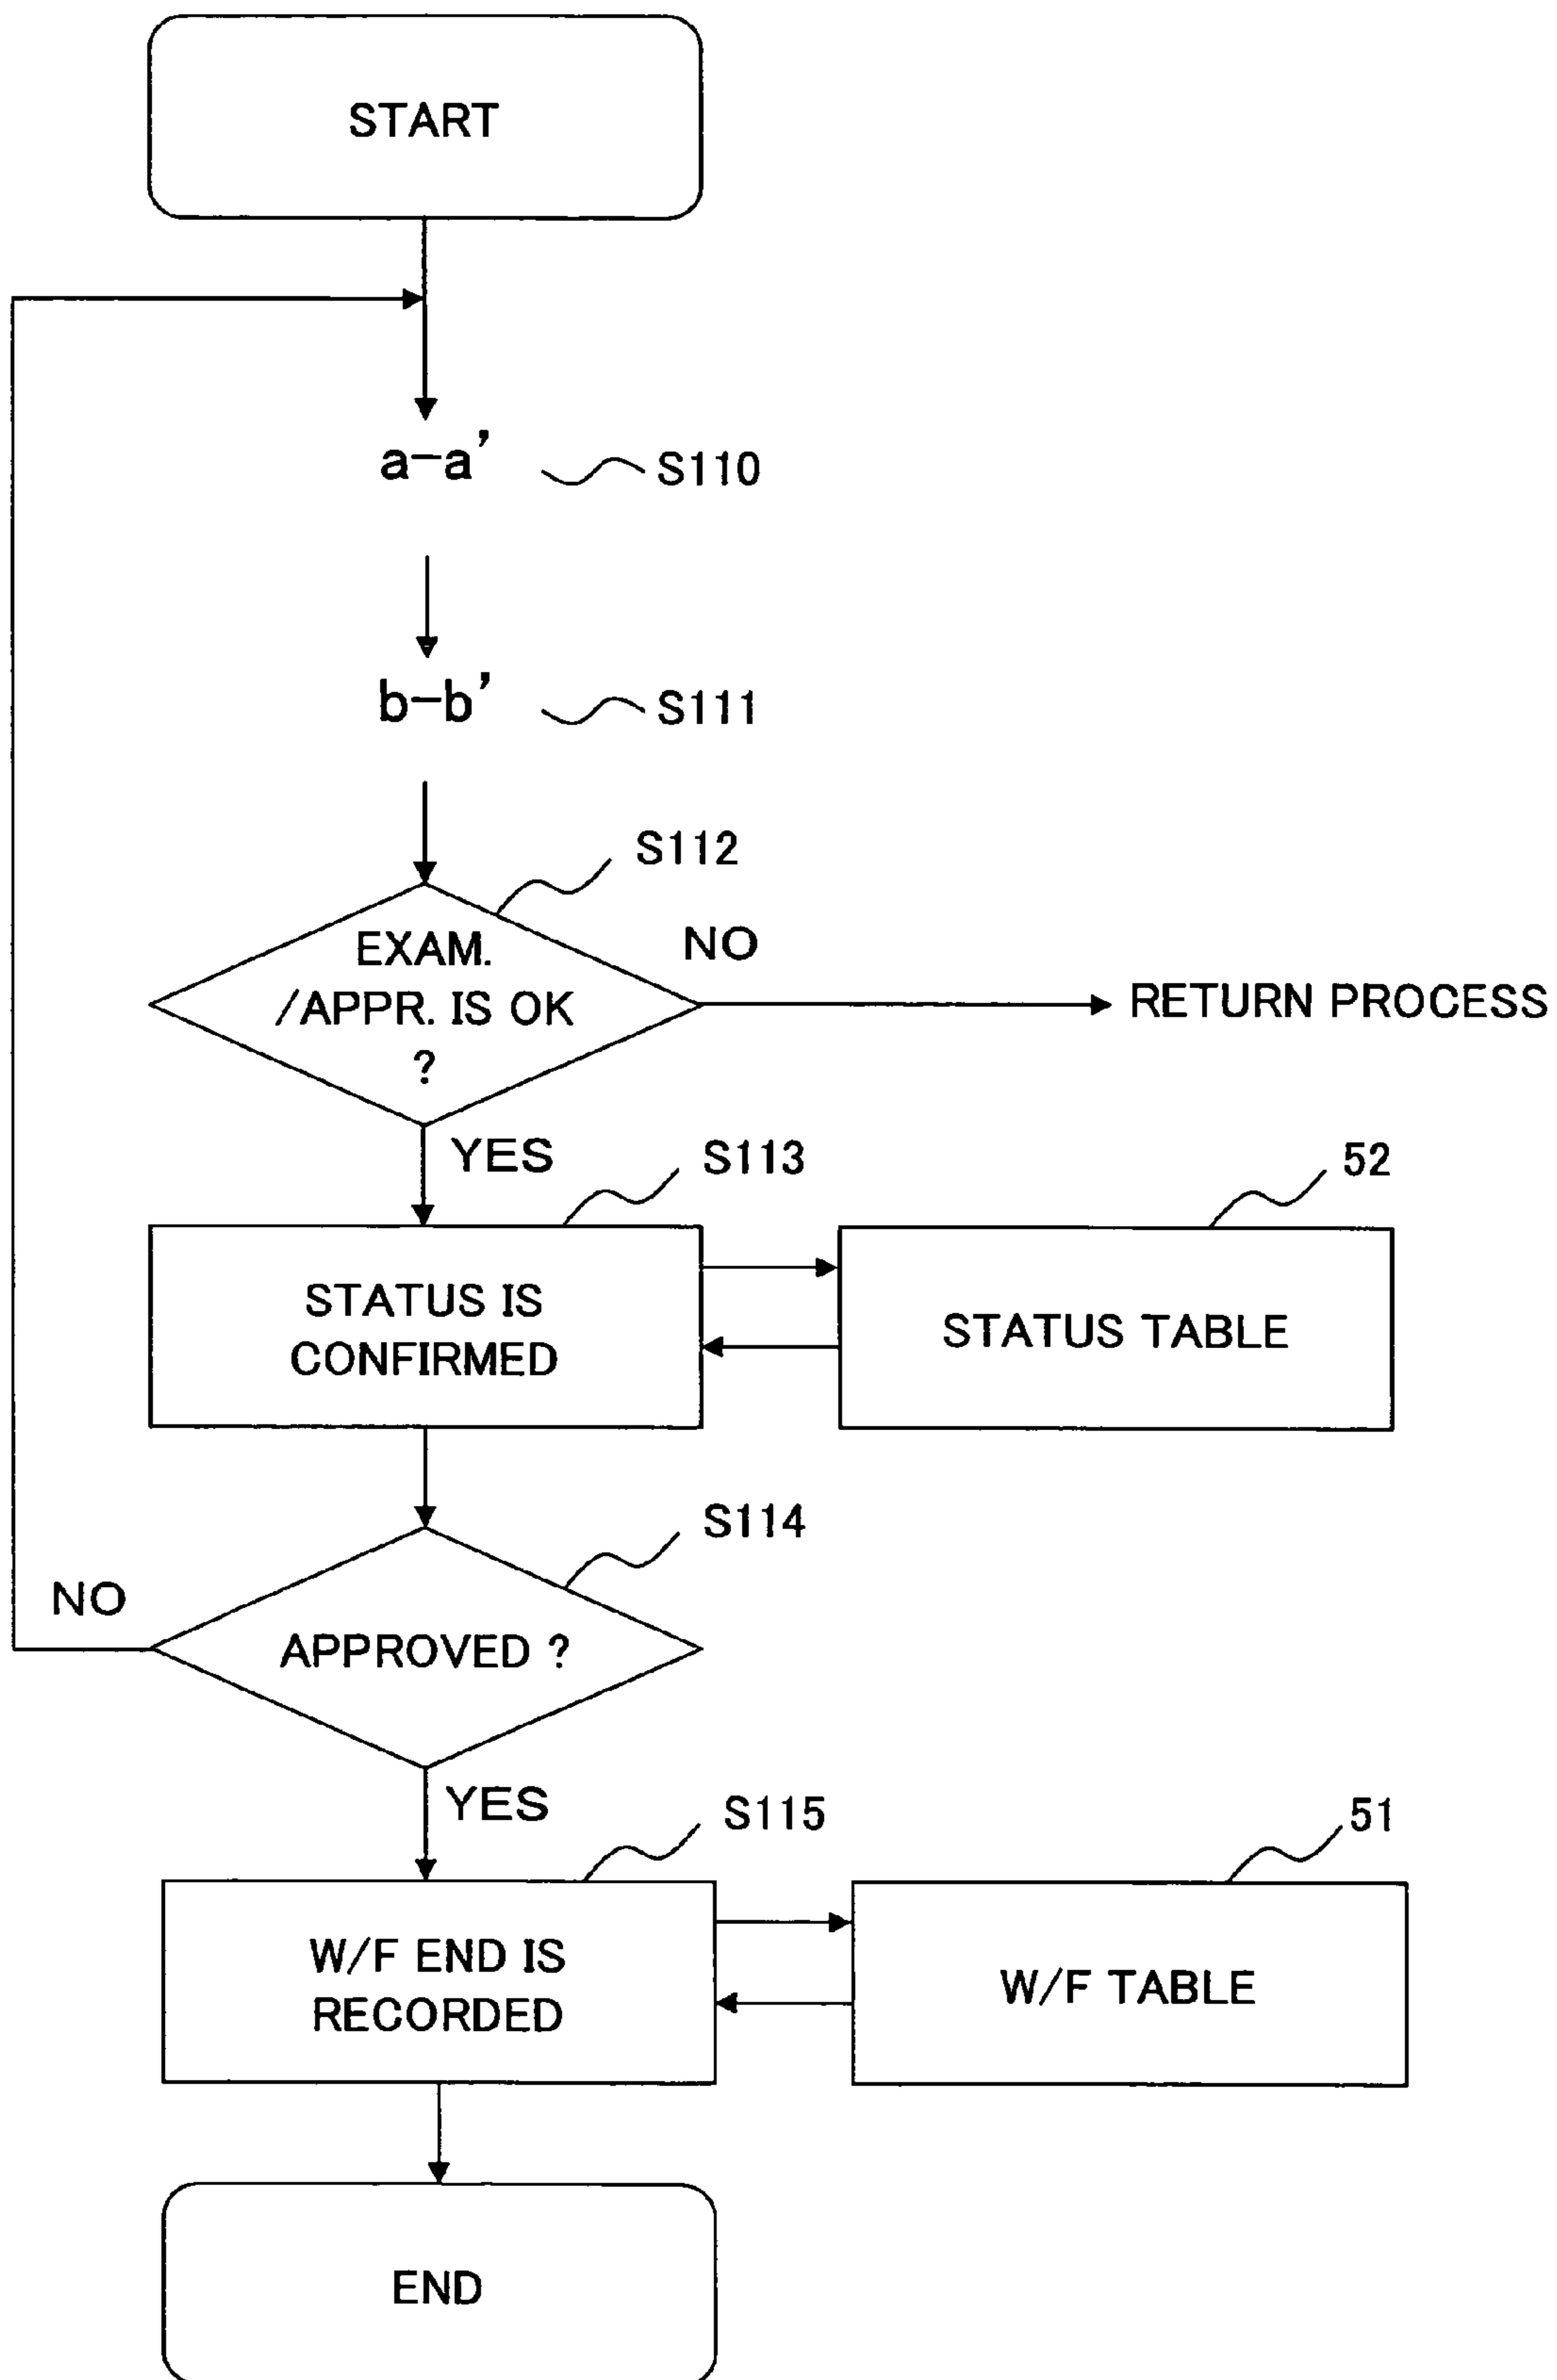 START
a-a' S110
b-b' S111
S112
EXAM.
/APPR. IS OK
?
NO
RETURN PROCESS
YES
S113
52
STATUS IS
CONFIRMED
STATUS TABLE
S114
NO
APPROVED ?
YES
S115
51
W/F END IS
RECORDED
W/F TABLE
END